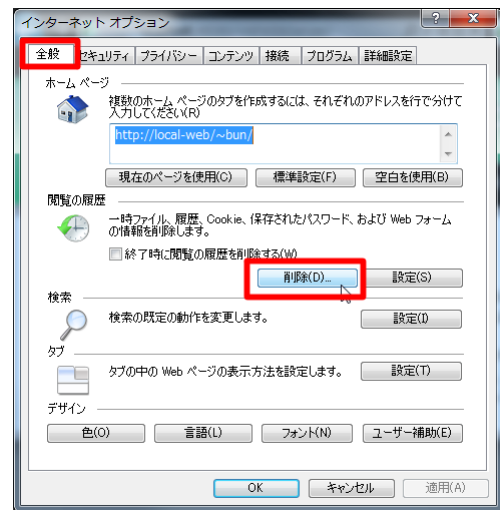 インターネット オプション
全般 セキュリティ プライバシー コンテンツ 接続 プログラム 詳細設定
ホーム ページ
複数のホーム ページのタブを作成するには、それぞれのアドレスを行で分けて
入力してください(R)
http://local-web/~bun/
現在のページを使用(C) 標準設定(F) 空白を使用(B)
閲覧の履歴
一時ファイル、履歴、Cookie、保存されたパスワード、および Web フォーム
の情報を削除します。
終了時に閲覧の履歴を削除する(W)
削除(D)... 設定(S)
検索
検索の既定の動作を変更します。 設定(I)
タブ
タブの中の Web ページの表示方法を設定します。 設定(T)
デザイン
色(O) 言語(L) フォント(N) ユーザー補助(E)
OK キャンセル 適用(A)